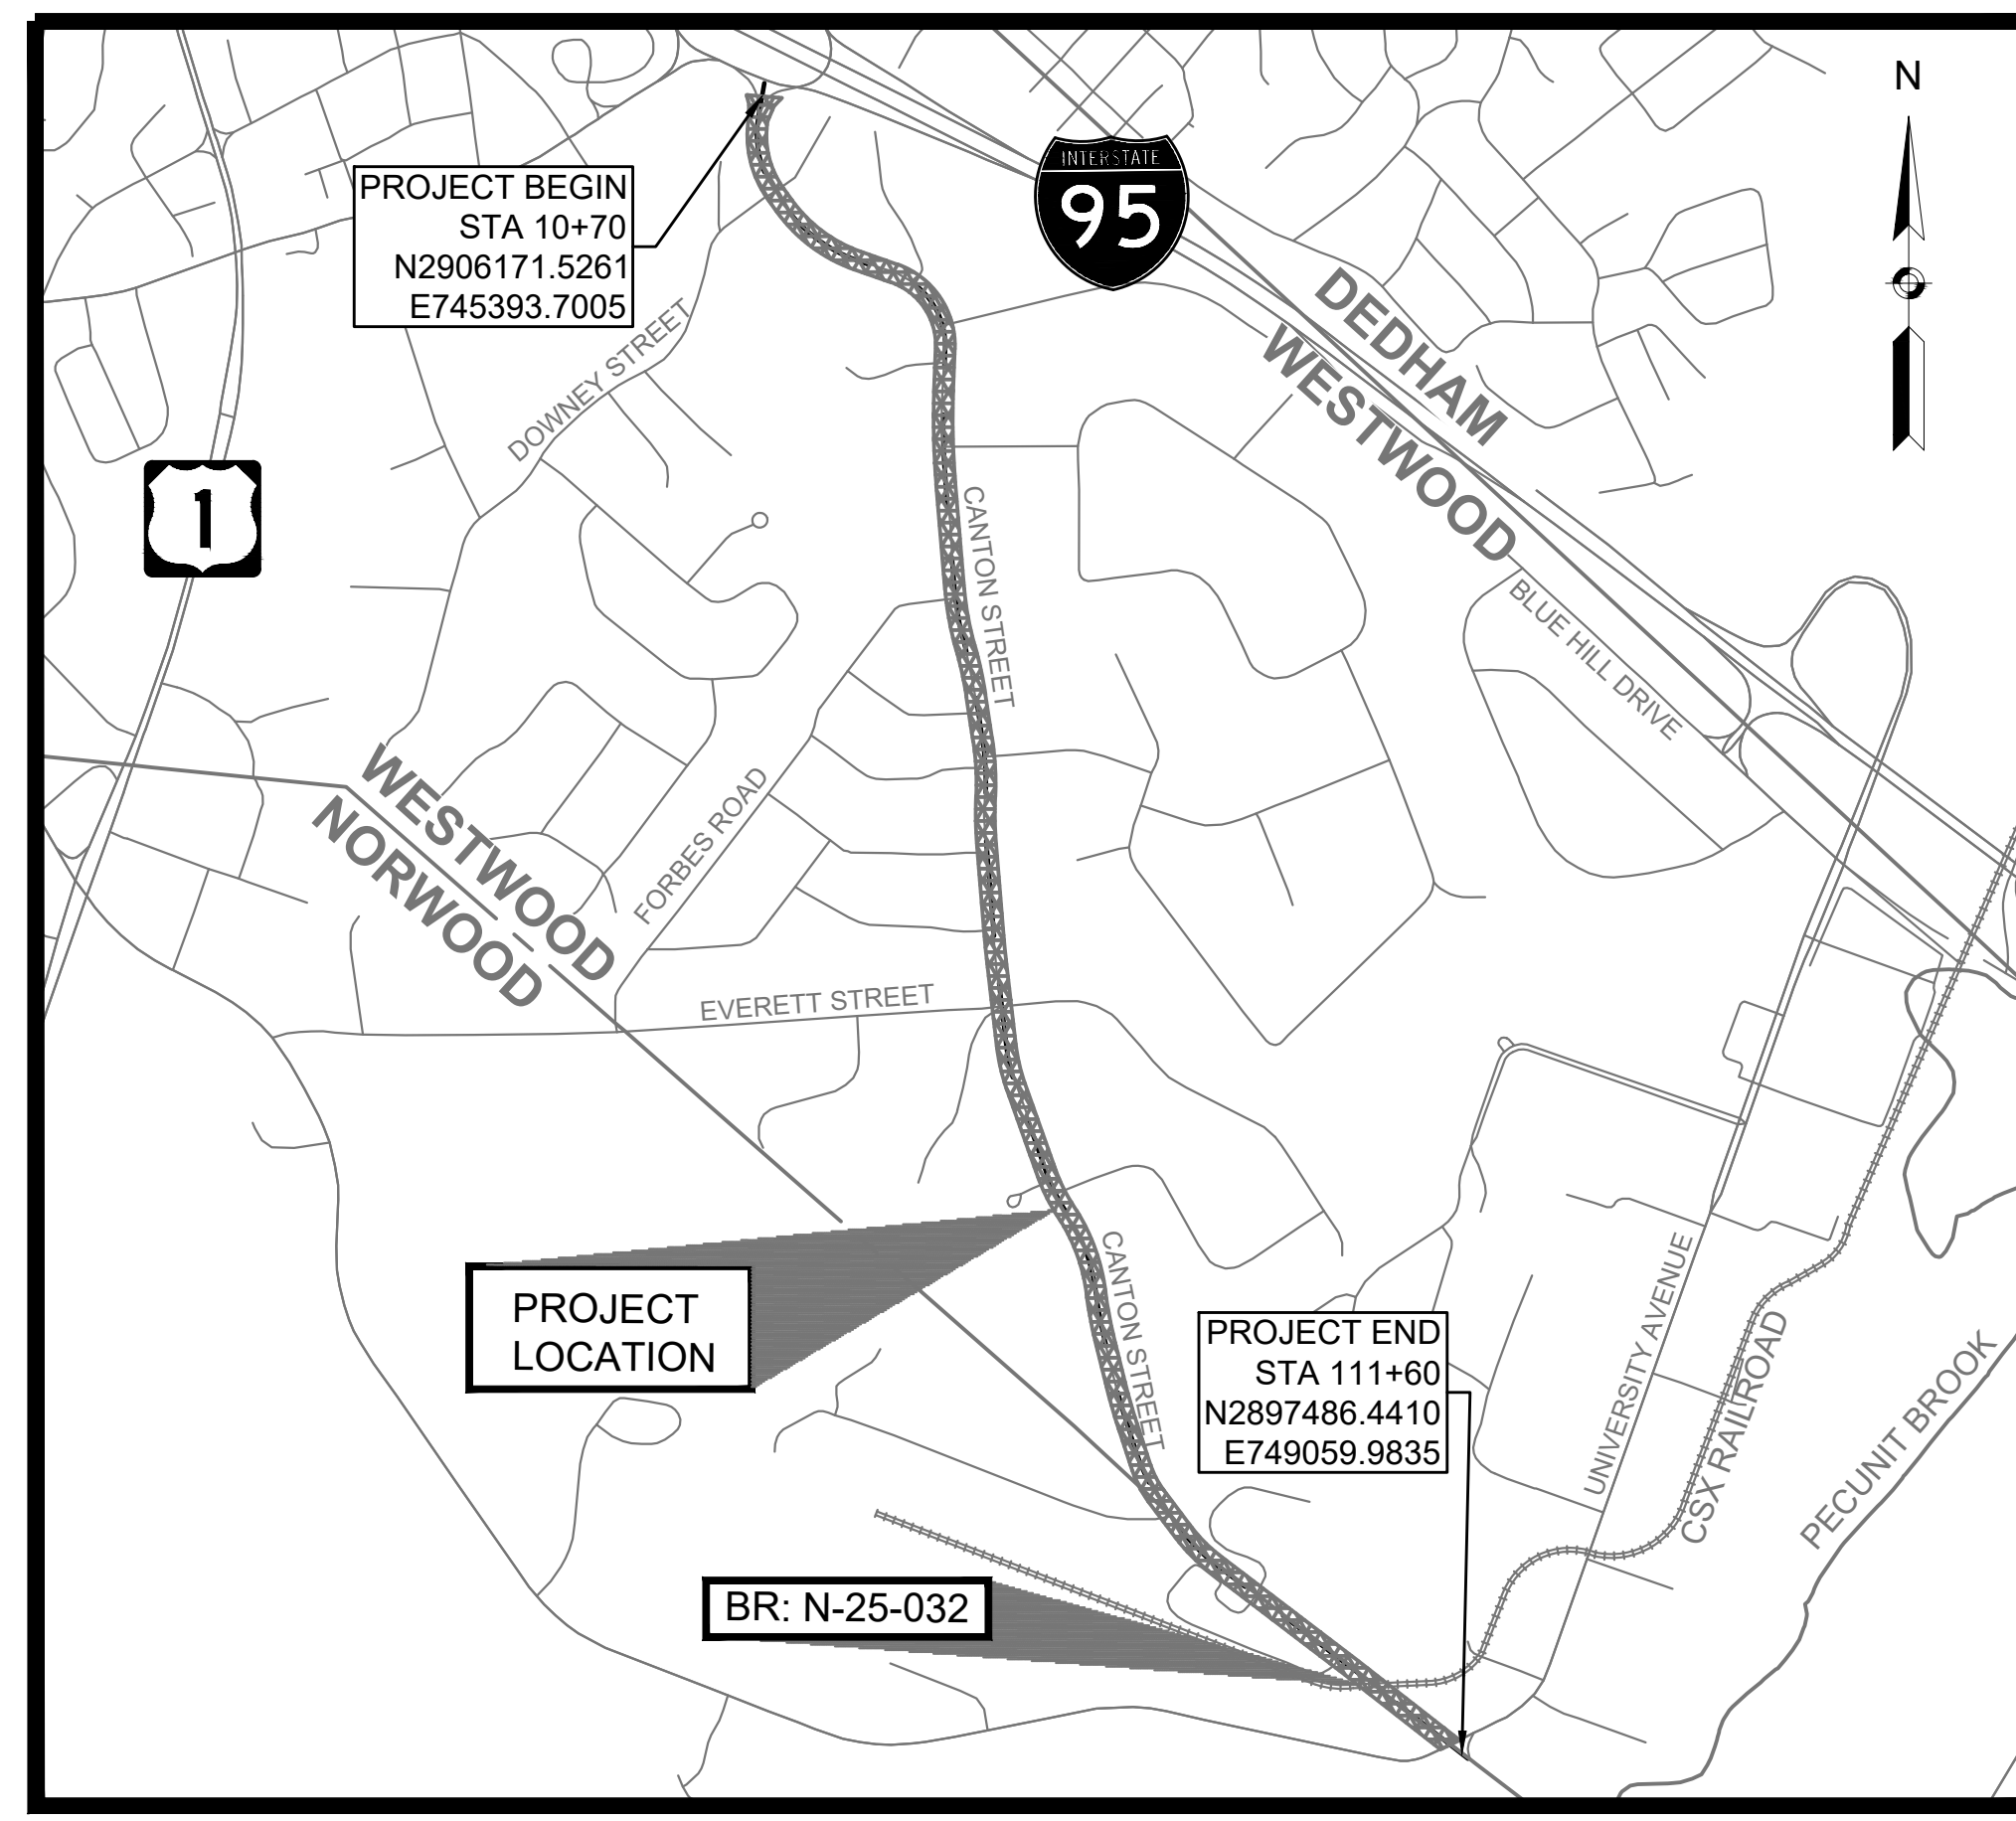 N
INTERSTATE
95
PROJECT BEGIN
STA 10+70
N2906171.5261
E745393.7005
DEDHAM
WESTWOOD
DOWNEY STREET
1
CANTON STREET
BLUE HILL DRIVE
WESTWOOD
NORWOOD
FORBES ROAD
EVERETT STREET
PROJECT
LOCATION
CANTON STREET
PROJECT END
STA 111+60
N2897486.4410
E749059.9835
UNIVERSITY AVENUE
CSX RAILROAD
PECUNIT BROOK
BR: N-25-032